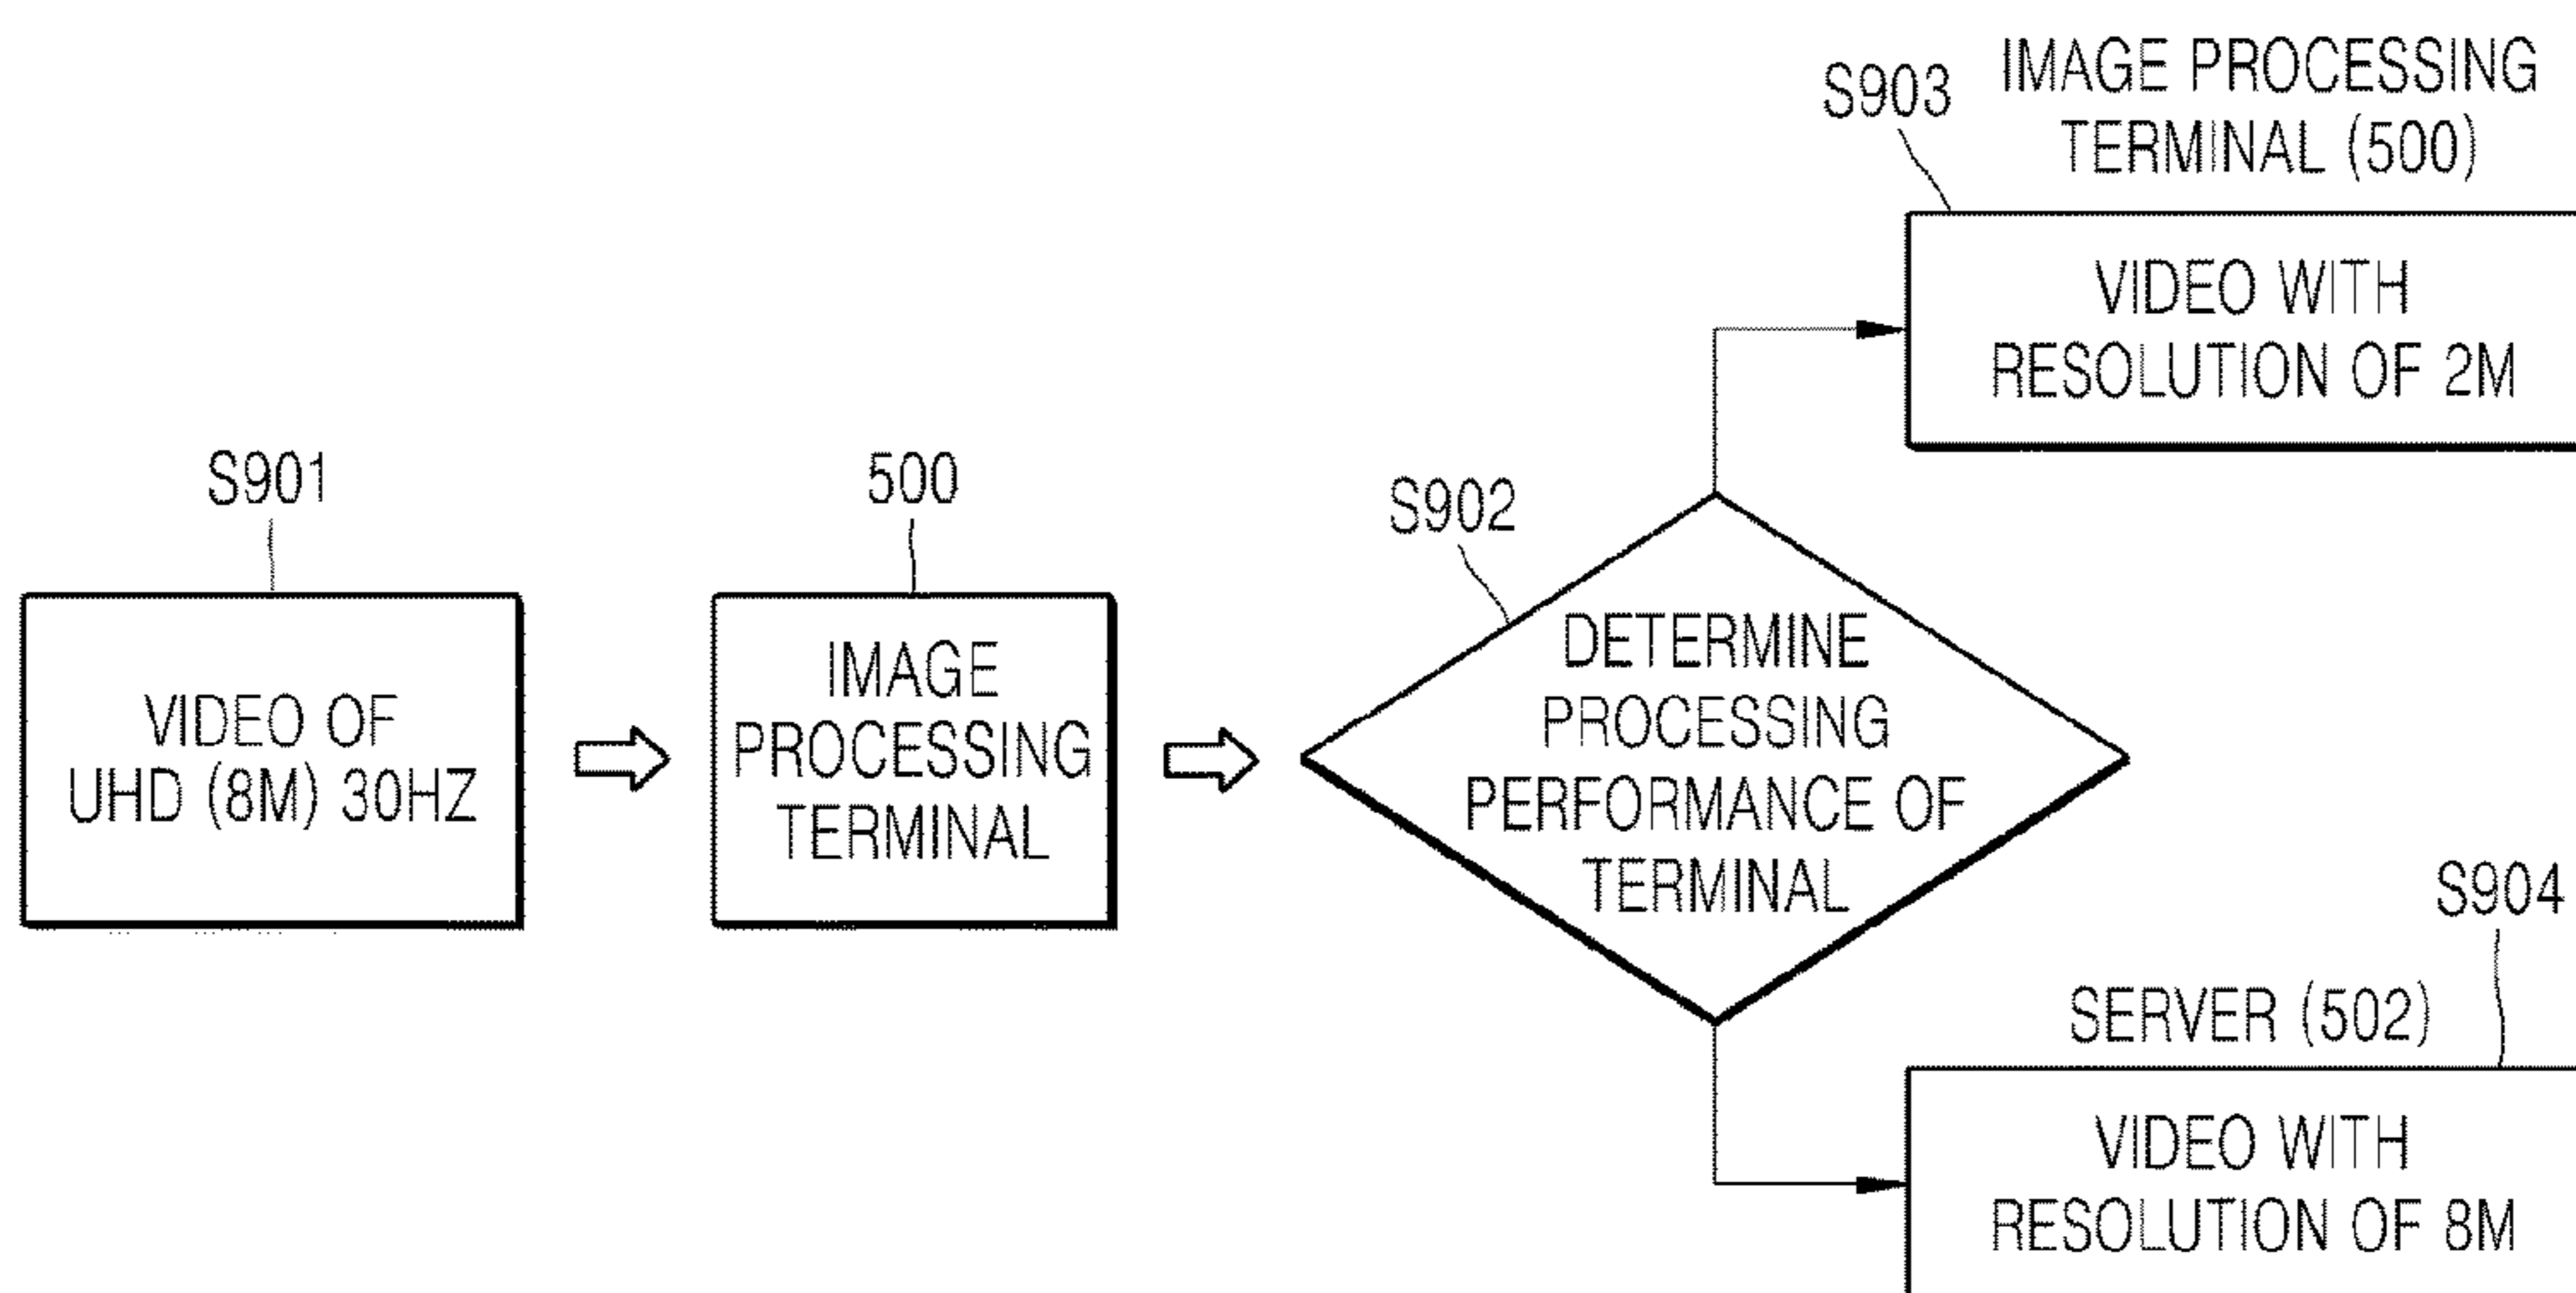 S901
VIDEO OF
UHD (8M) 30HZ
500
IMAGE
PROCESSING
TERMINAL
S902
DETERMINE
PROCESSING
PERFORMANCE OF
TERMINAL
S903
IMAGE PROCESSING
TERMINAL (500)
VIDEO WITH
RESOLUTION OF 2M
S904
SERVER (502)
VIDEO WITH
RESOLUTION OF 8M